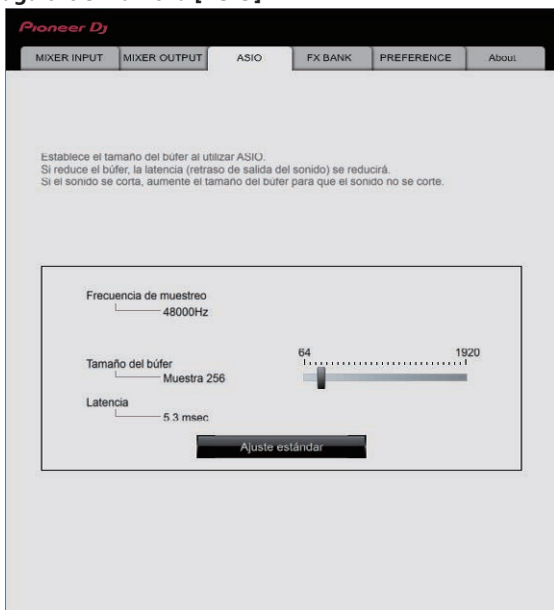 Pioneer Dj
MIXER INPUT MIXER OUTPUT ASIO FX BANK PREFERENCE About
Establece el tamaño del búfer al utilizar ASIO.
Si reduce el búfer, la latencia (retraso de salida del sonido) se reducirá.
Si el sonido se corta, aumente el tamaño del búfer para que el sonido no se corte.
Frecuencia de muestreo
48000Hz
64 1920
Tamaño del búfer
Muestra 256
Latencia
5.3 msec
Ajuste estándar